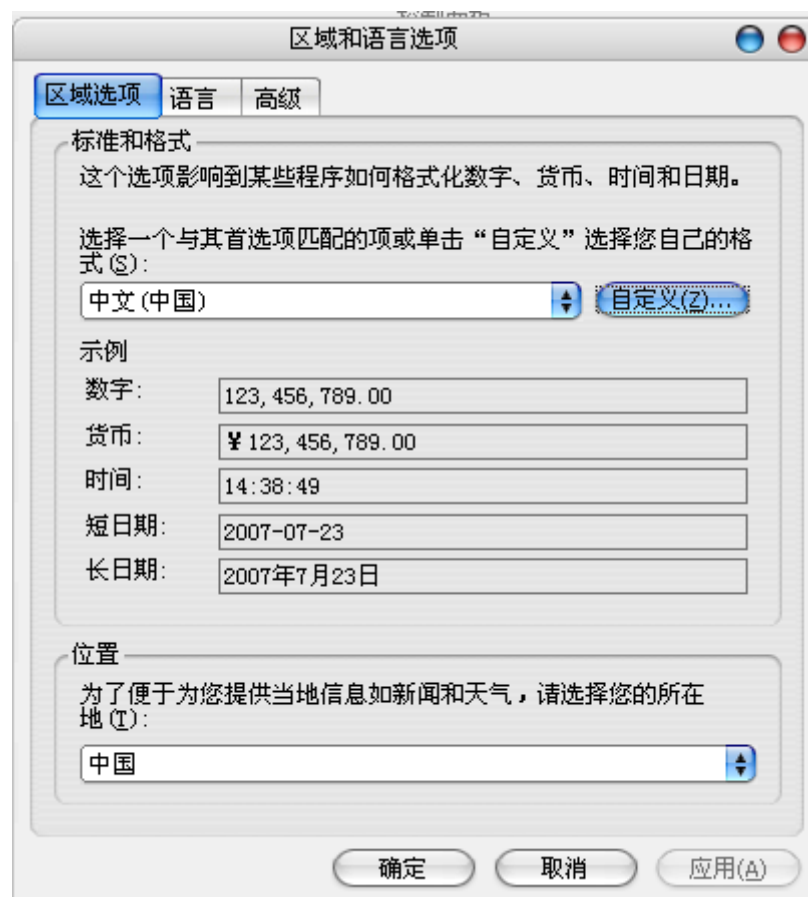 区域和语言选项
区域选项 语言 高级
标准和格式
这个选项影响到某些程序如何格式化数字、货币、时间和日期。
选择一个与其首选项匹配的项或单击“自定义”选择您自己的格
式(S):
中文(中国) 自定义(Z)...
示例
数字: 123,456,789.00
货币: ¥123,456,789.00
时间: 14:38:49
短日期: 2007-07-23
长日期: 2007年7月23日
位置
为了便于为您提供当地信息如新闻和天气，请选择您的所在
地(T):
中国
确定 取消 应用(A)